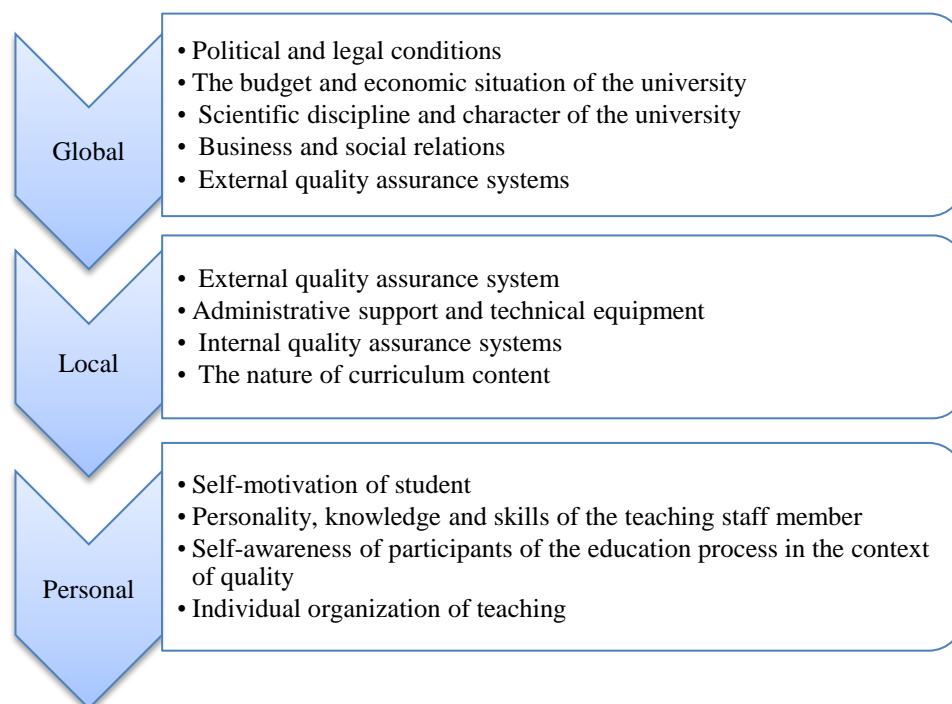 Global
• Political and legal conditions
• The budget and economic situation of the university
• Scientific discipline and character of the university
• Business and social relations
• External quality assurance systems
Local
• External quality assurance system
• Administrative support and technical equipment
• Internal quality assurance systems
• The nature of curriculum content
Personal
• Self-motivation of student
• Personality, knowledge and skills of the teaching staff member
• Self-awareness of participants of the education process in the context
of quality
• Individual organization of teaching